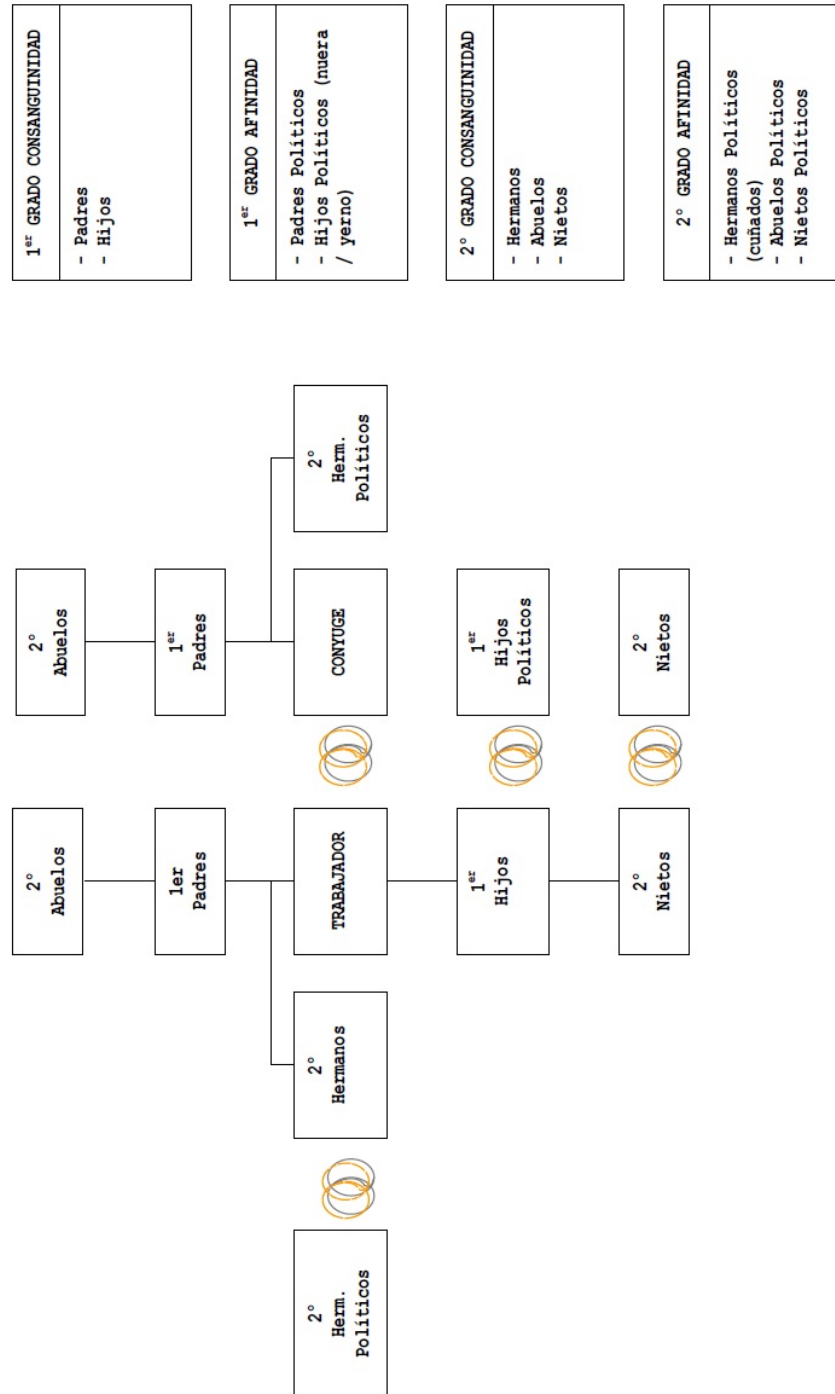 2°
Abuelos
2°
Abuelos
1er
Padres
1er
Padres
2°
Herm.
Políticos
2°
Hermanos
TRABAJADOR
CONYUGE
2°
Herm.
Políticos
1er
Hijos
1er
Hijos
Políticos
2°
Nietos
2°
Nietos
1er GRADO CONSANGUINIDAD
- Padres
- Hijos
1er GRADO AFINIDAD
- Padres Políticos
- Hijos Políticos (nuera
/ yerno)
2° GRADO CONSANGUINIDAD
- Hermanos
- Abuelos
- Nietos
2° GRADO AFINIDAD
- Hermanos Políticos
(cuñados)
- Abuelos Políticos
- Nietos Políticos